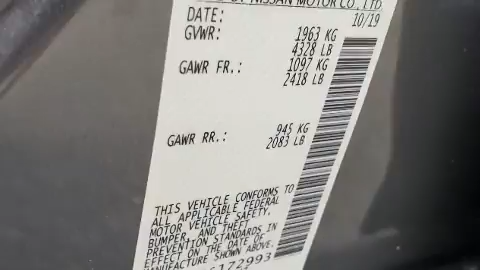 BY NISSAN MOTOR CO., LTD.
DATE: 10/19
GVWR: 1963 KG
4328 LB
GAWR FR.: 1097 KG
2418 LB
GAWR RR.: 945 KG
2083 LB
THIS VEHICLE CONFORMS TO
ALL APPLICABLE FEDERAL
MOTOR VEHICLE SAFETY,
BUMPER, AND THEFT
PREVENTION STANDARDS IN
EFFECT ON THE DATE OF
MANUFACTURE SHOWN ABOVE.
172993